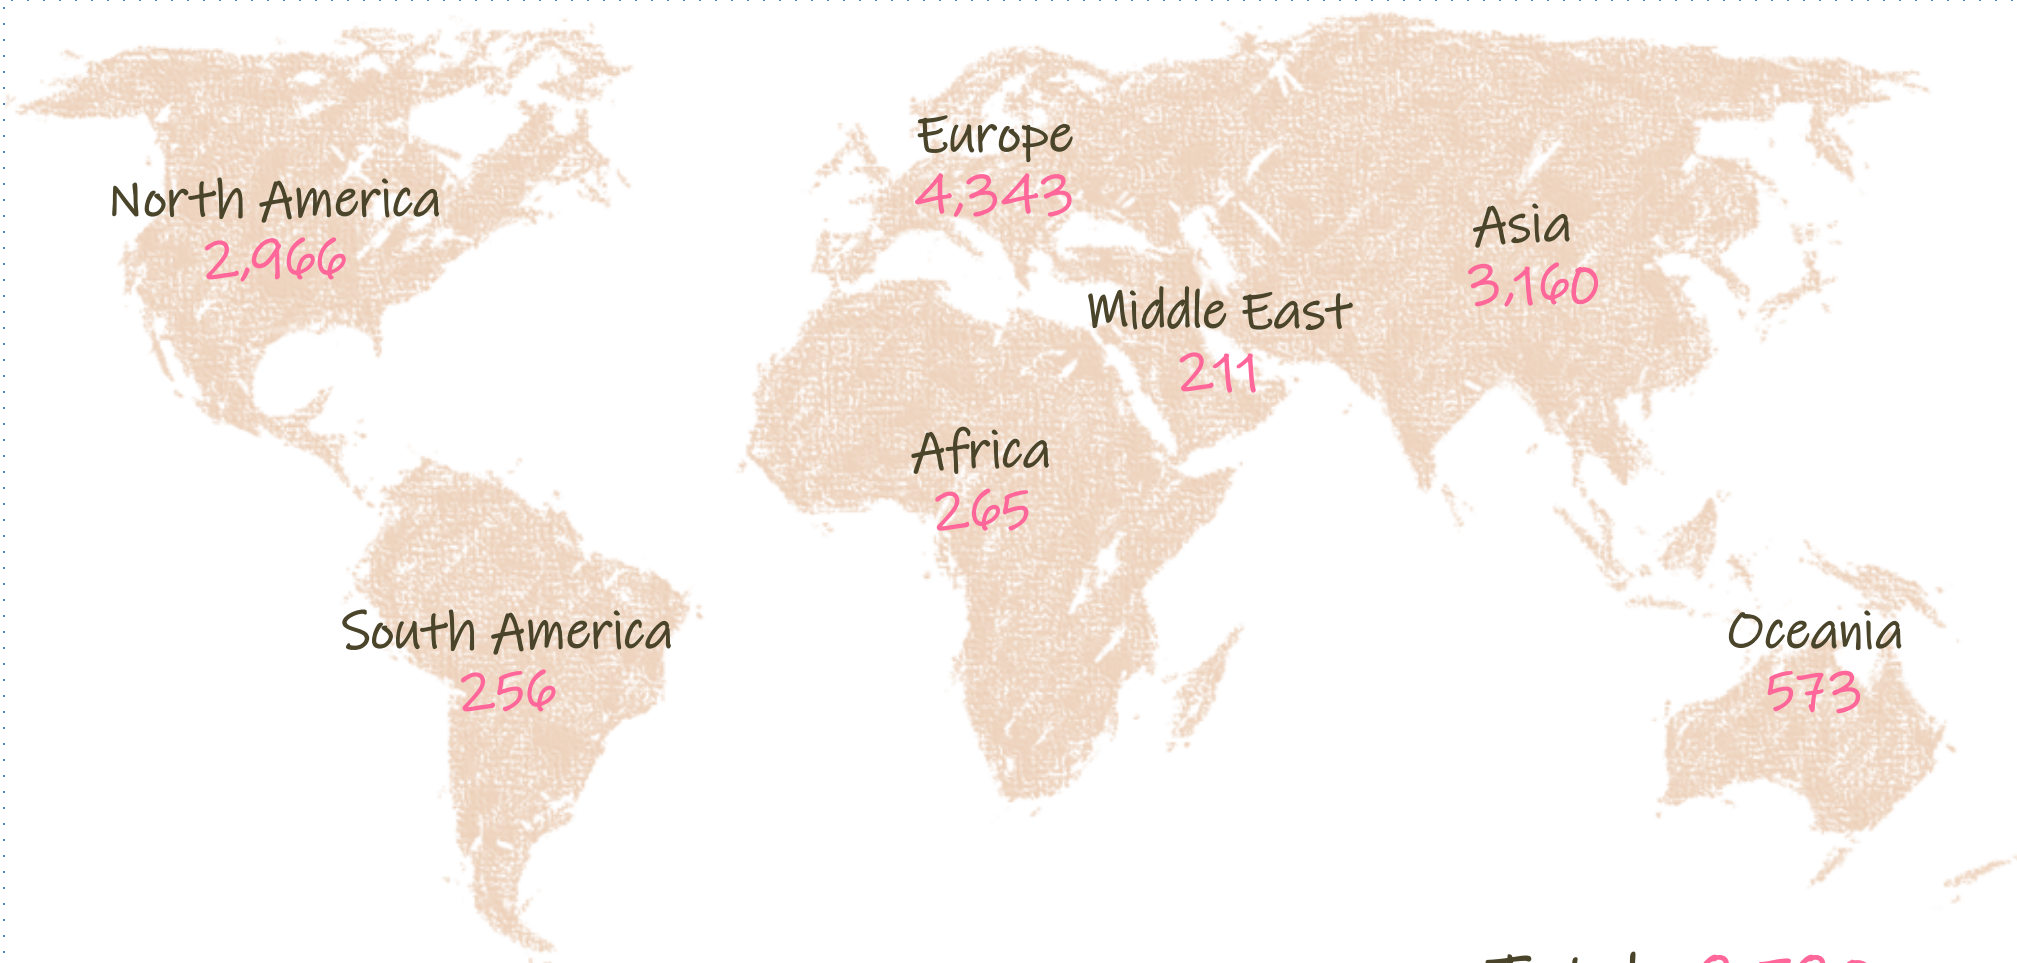 Europe
4,343
North America
2,966
Asia
3,160
Middle East
211
Africa
265
South America
256
Oceania
573